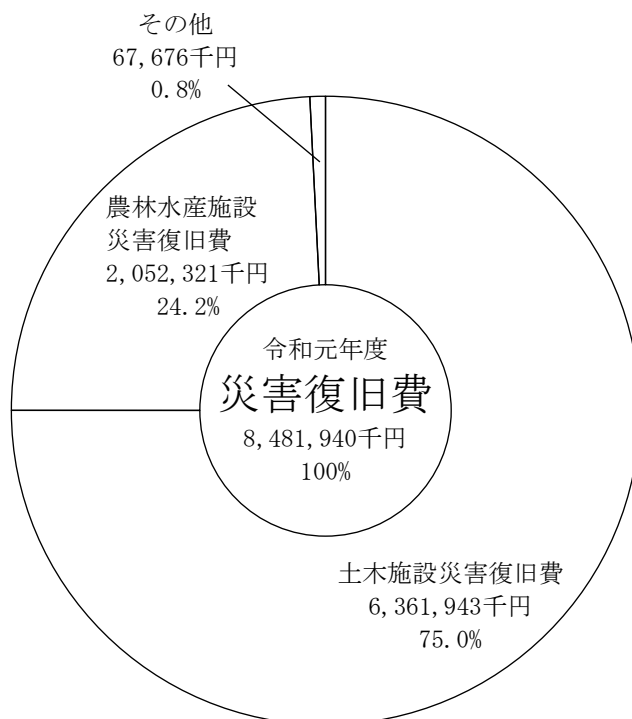 その他
67,676千円
0.8%
農林水産施設
災害復旧費
2,052,321千円
24.2%
令和元年度
災害復旧費
8,481,940千円
100%
土木施設災害復旧費
6,361,943千円
75.0%